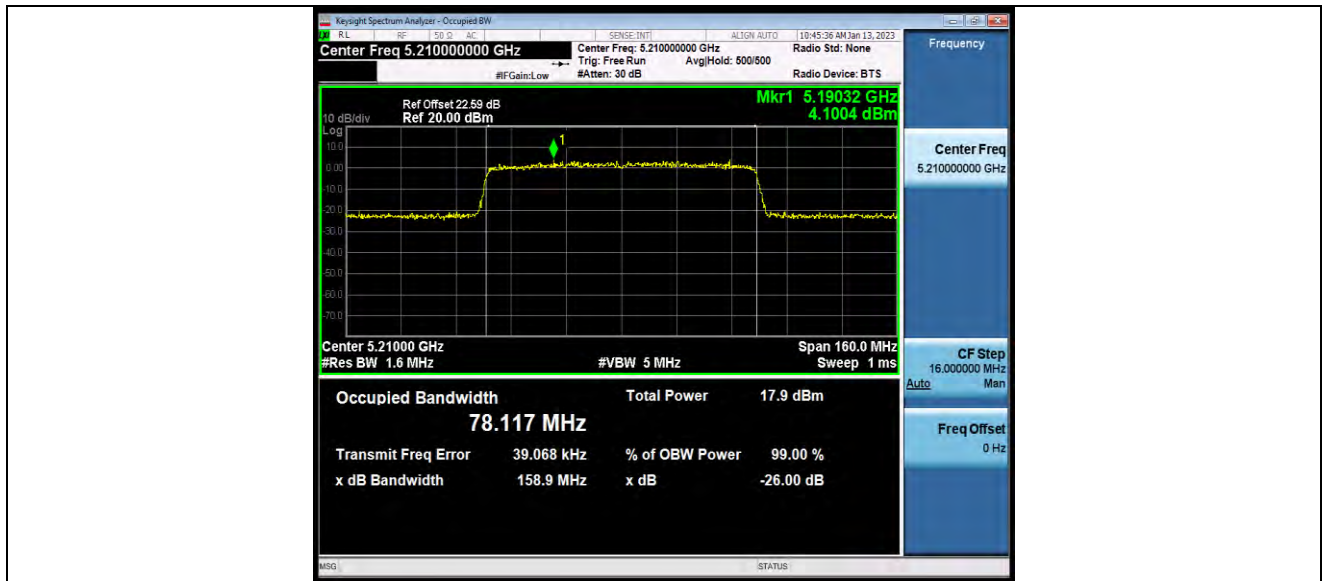 Keysight Spectrum Analyzer - Occupied BW
RL RF 50 Ω AC SENSE:INT ALIGN AUTO 10:45:36 AM Jan 13, 2023
Center Freq 5.210000000 GHz
Center Freq: 5.210000000 GHz
Radio Std: None
Trig: Free Run Avg|Hold: 500/500
#IFGain:Low
#Atten: 30 dB
Radio Device: BTS
Frequency
Mkr1 5.19032 GHz
4.1004 dBm
Ref Offset 22.59 dB
10 dB/div Ref 20.00 dBm
Log
1
10.0
0.00
-10.0
-20.0
-30.0
-40.0
-50.0
-60.0
-70.0
Center 5.21000 GHz
Span 160.0 MHz
#Res BW 1.6 MHz
#VBW 5 MHz
Sweep 1 ms
Center Freq
5.210000000 GHz
CF Step
16.000000 MHz
Auto Man
Freq Offset
0 Hz
Occupied Bandwidth
78.117 MHz
Total Power 17.9 dBm
Transmit Freq Error 39.068 kHz % of OBW Power 99.00 %
x dB Bandwidth 158.9 MHz x dB -26.00 dB
MSG STATUS